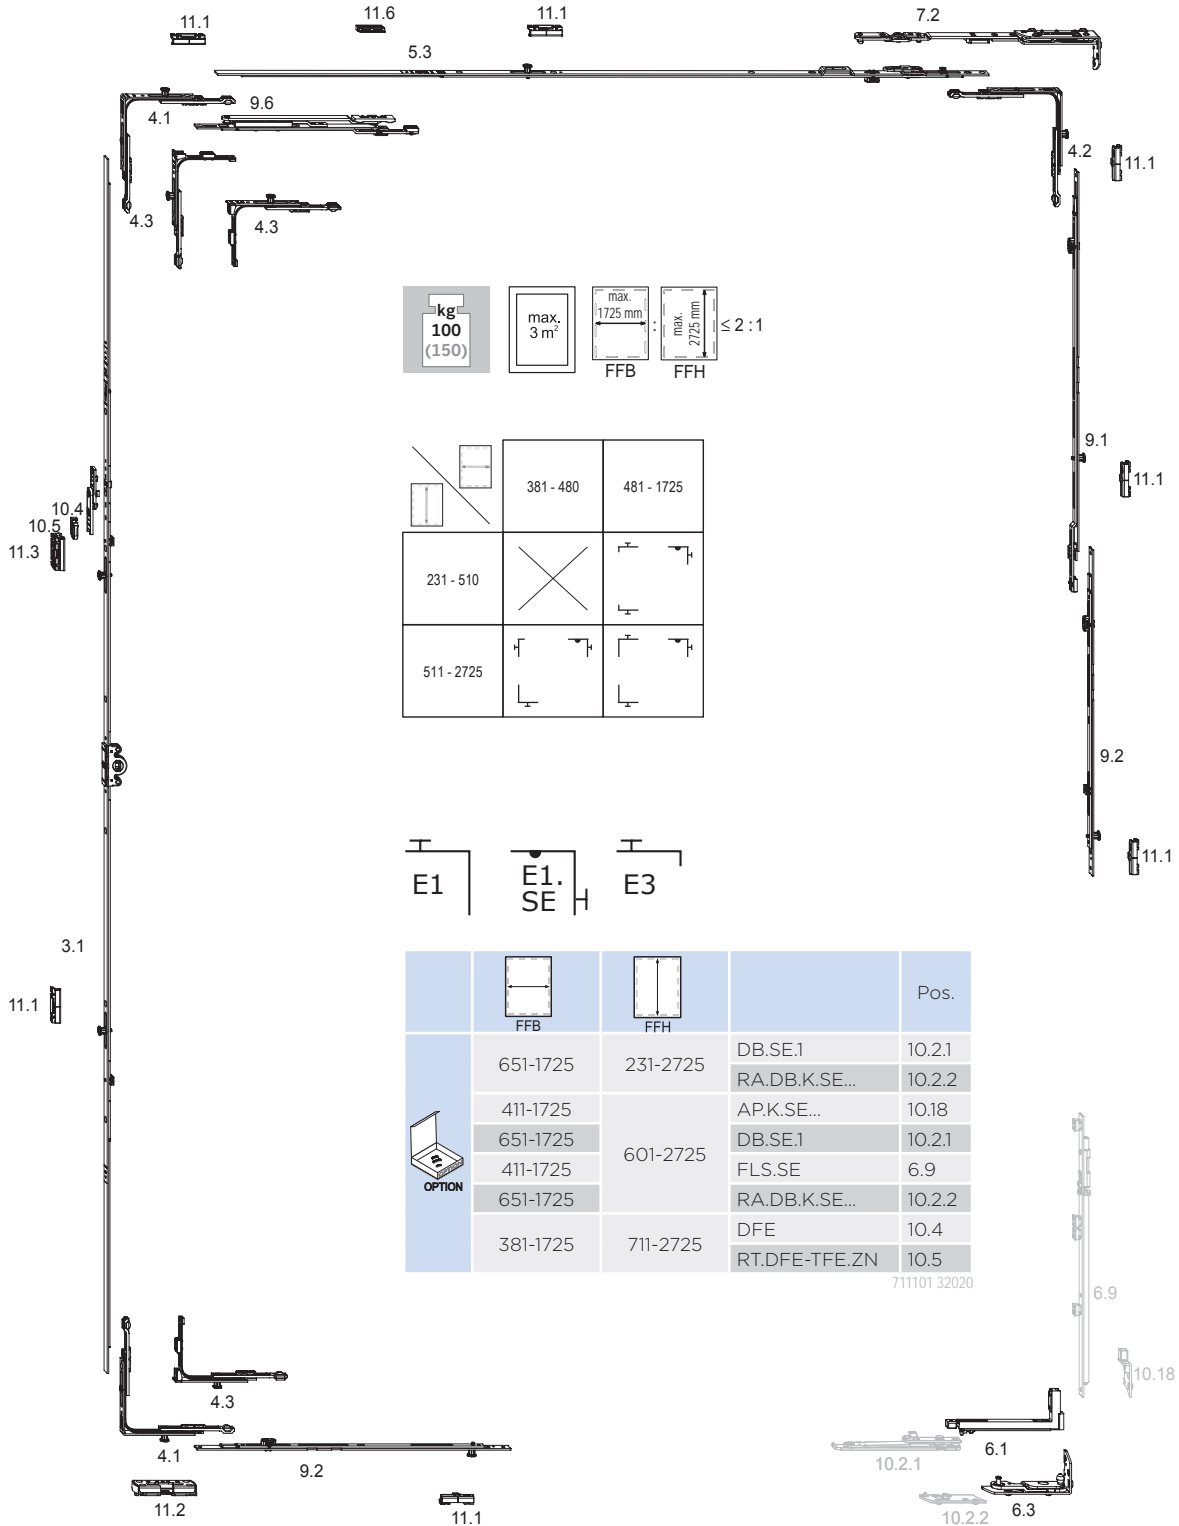 11.1
11.6
11.1
7.2
5.3
4.1
9.6
4.2
11.1
4.3
4.3
kg
100
(150)
max.
3 m²
max.
1725 mm
FFB
:
max.
2725 mm
FFH
≤ 2 : 1
9.1
11.1
10.4
10.5
11.3
381 - 480
481 - 1725
231 - 510
511 - 2725
9.2
11.1
E1
E1.
SE
E3
3.1
11.1
FFB
FFH
Pos.
651-1725
231-2725
DB.SE.1
10.2.1
RA.DB.K.SE...
10.2.2
411-1725
601-2725
AP.K.SE...
10.18
651-1725
DB.SE.1
10.2.1
411-1725
FLS.SE
6.9
651-1725
RA.DB.K.SE...
10.2.2
381-1725
711-2725
DFE
10.4
RT.DFE-TFE.ZN
10.5
OPTION
711101 32020
6.9
10.18
4.3
4.1
9.2
11.2
11.1
10.2.1
6.1
10.2.2
6.3